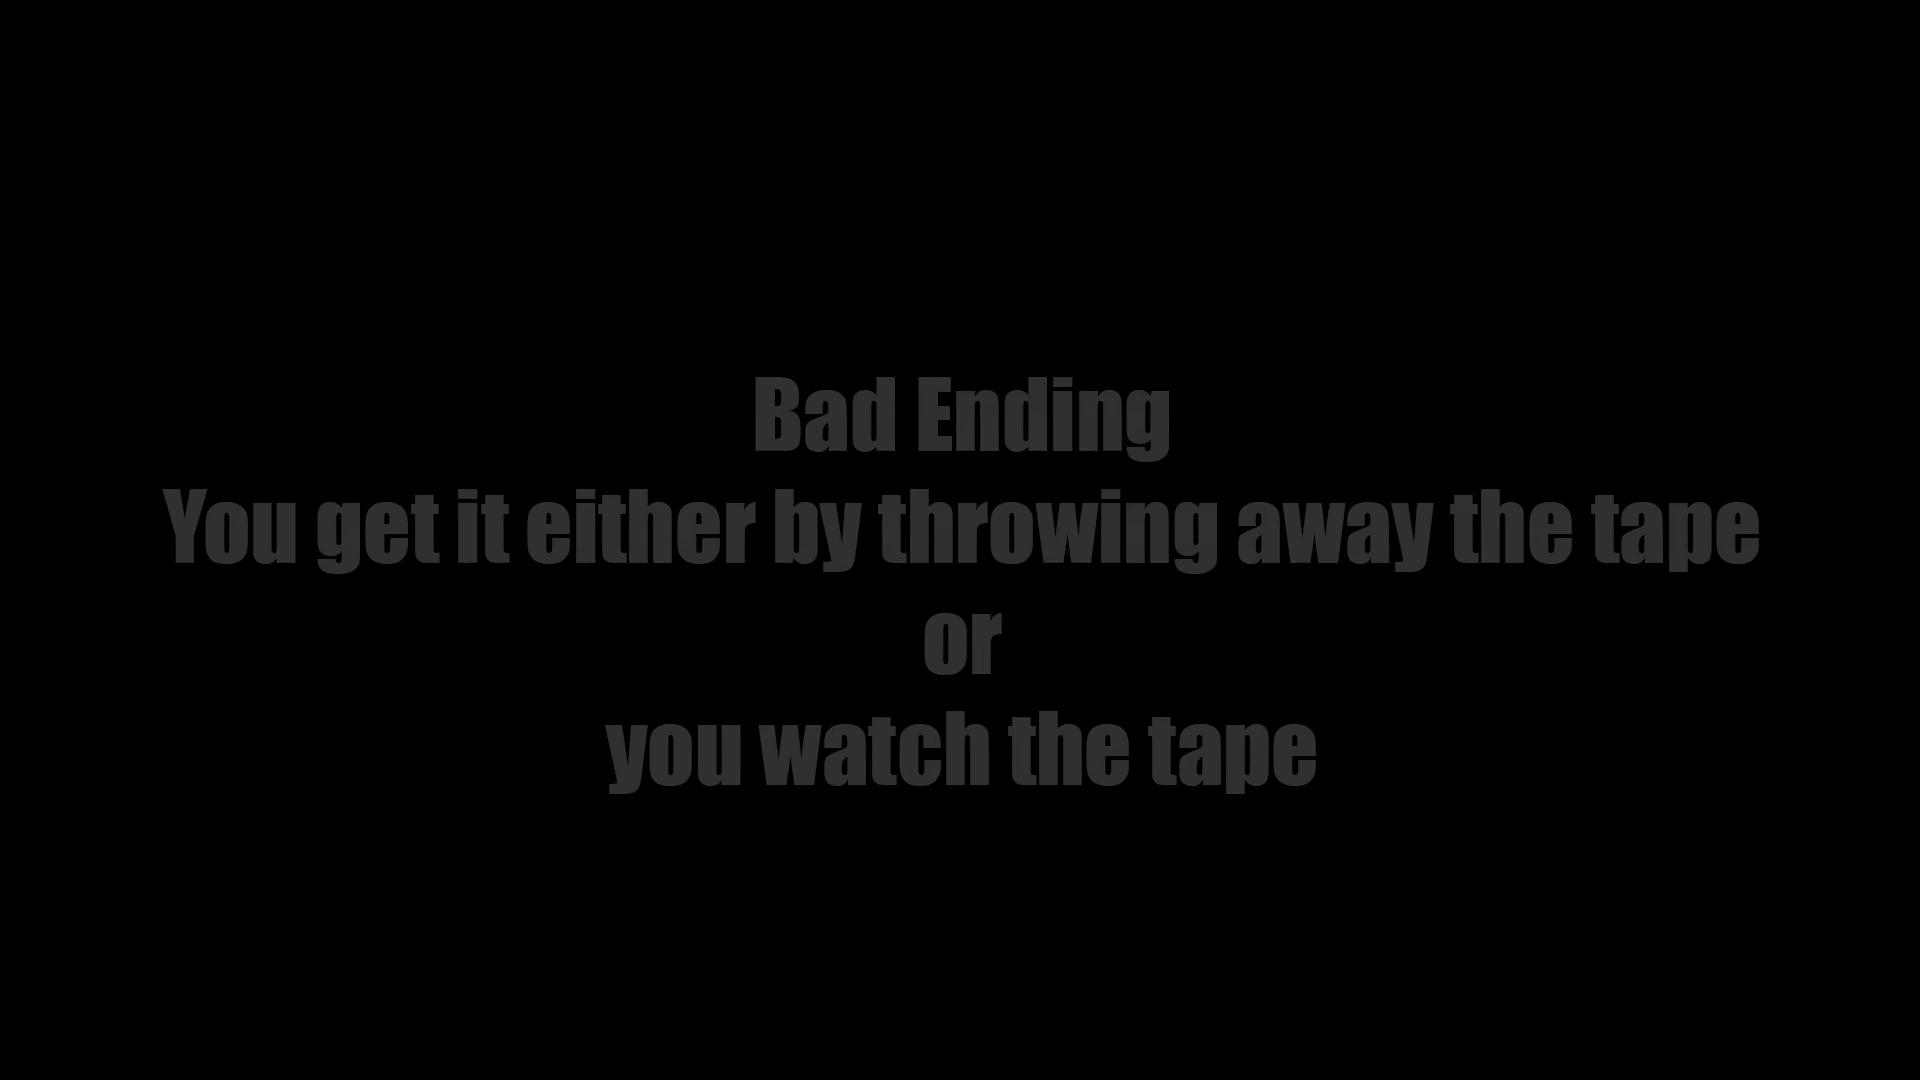 Bad Ending
You get it either by throwing away the tape
or
you watch the tape